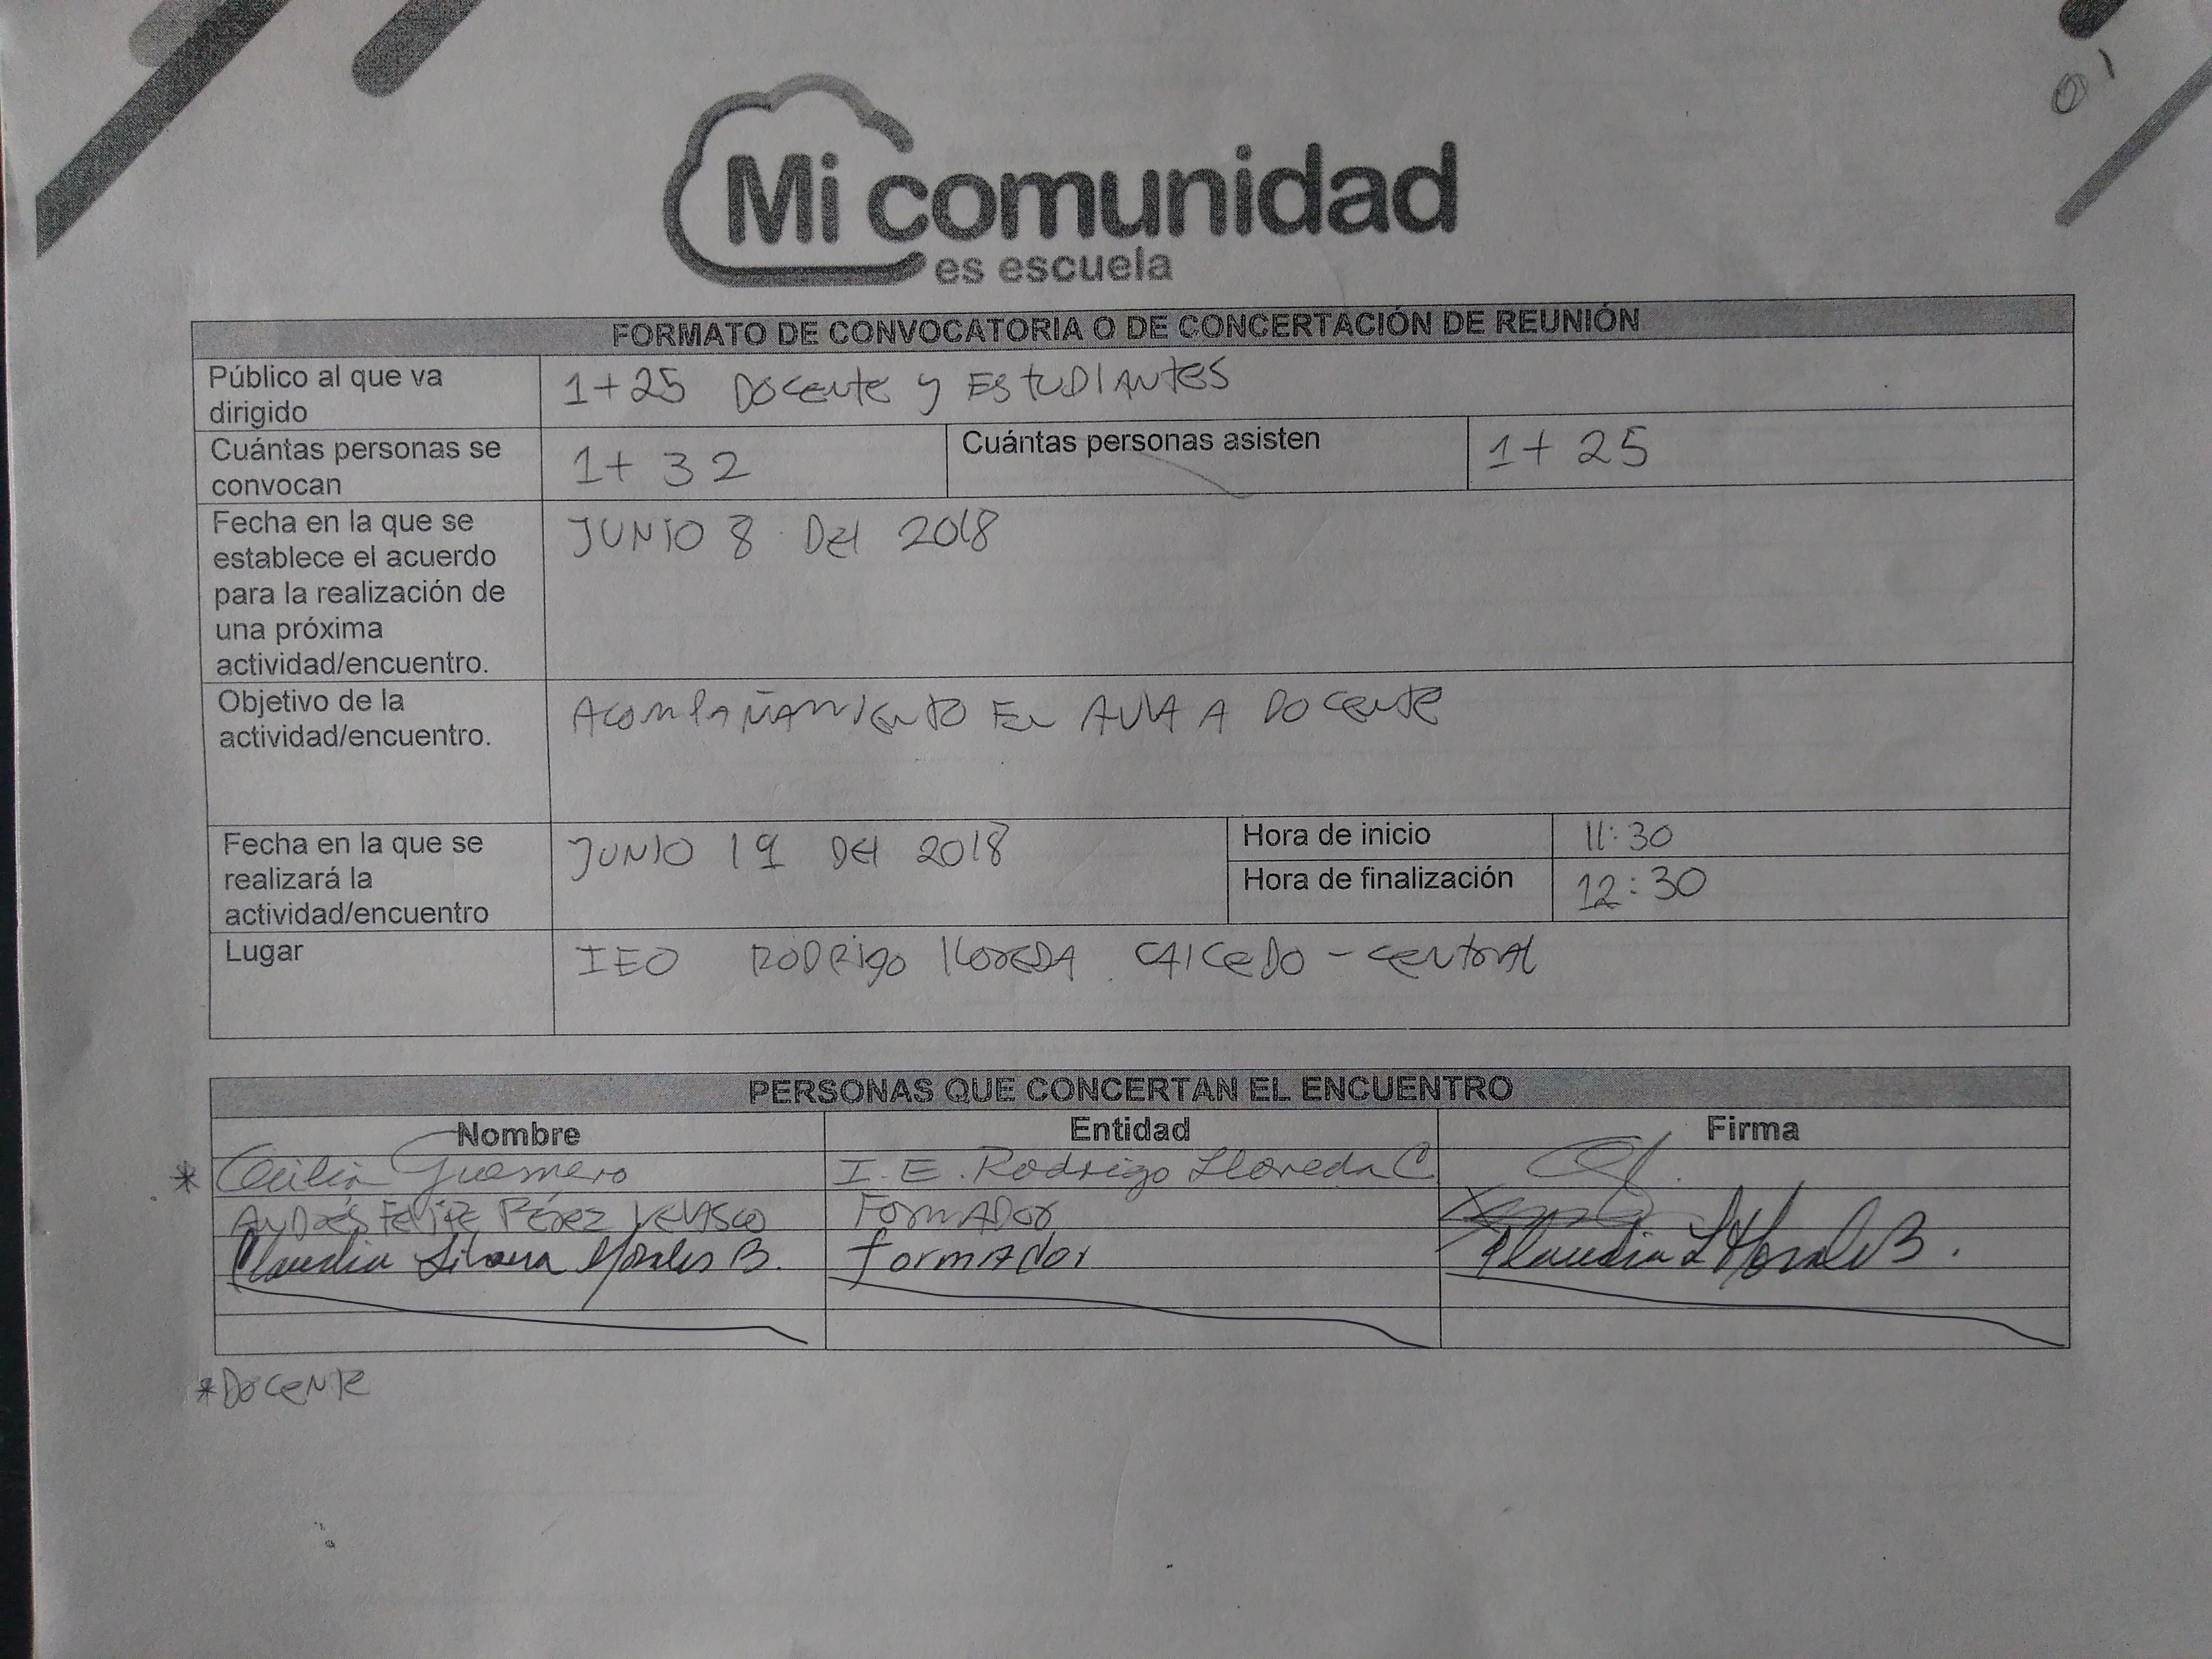 01
Mi comunidad
es escuela
FORMATO DE CONVOCATORIA O DE CONCERTACIÓN DE REUNIÓN
Público al que va
dirigido
1+25 DOCENTE Y ESTUDIANTES
Cuántas personas se
convocan
1+ 32
Cuántas personas asisten
1+ 25
Fecha en la que se
establece el acuerdo
para la realización de
una próxima
actividad/encuentro.
JUNIO 8 DEl 2018
Objetivo de la
actividad/encuentro.
ACOMPAÑAMIENTO EN AULA A DOCENTE
Fecha en la que se
realizará la
actividad/encuentro
JUNIO 19 DEl 2018
Hora de inicio
11:30
Hora de finalización
12:30
Lugar
IEO RODRIGO lloREDA CAICEDO - CENTRAL
PERSONAS QUE CONCERTAN EL ENCUENTRO
Nombre Entidad Firma
* Cecilia Guerrero I.E. Rodrigo Lloreda C
ANDRÉS FELIPE PÉREZ VELASCO FORMADOR
Claudia Liliana Morales B. formador Claudia L Morales B.
*DOCENTE